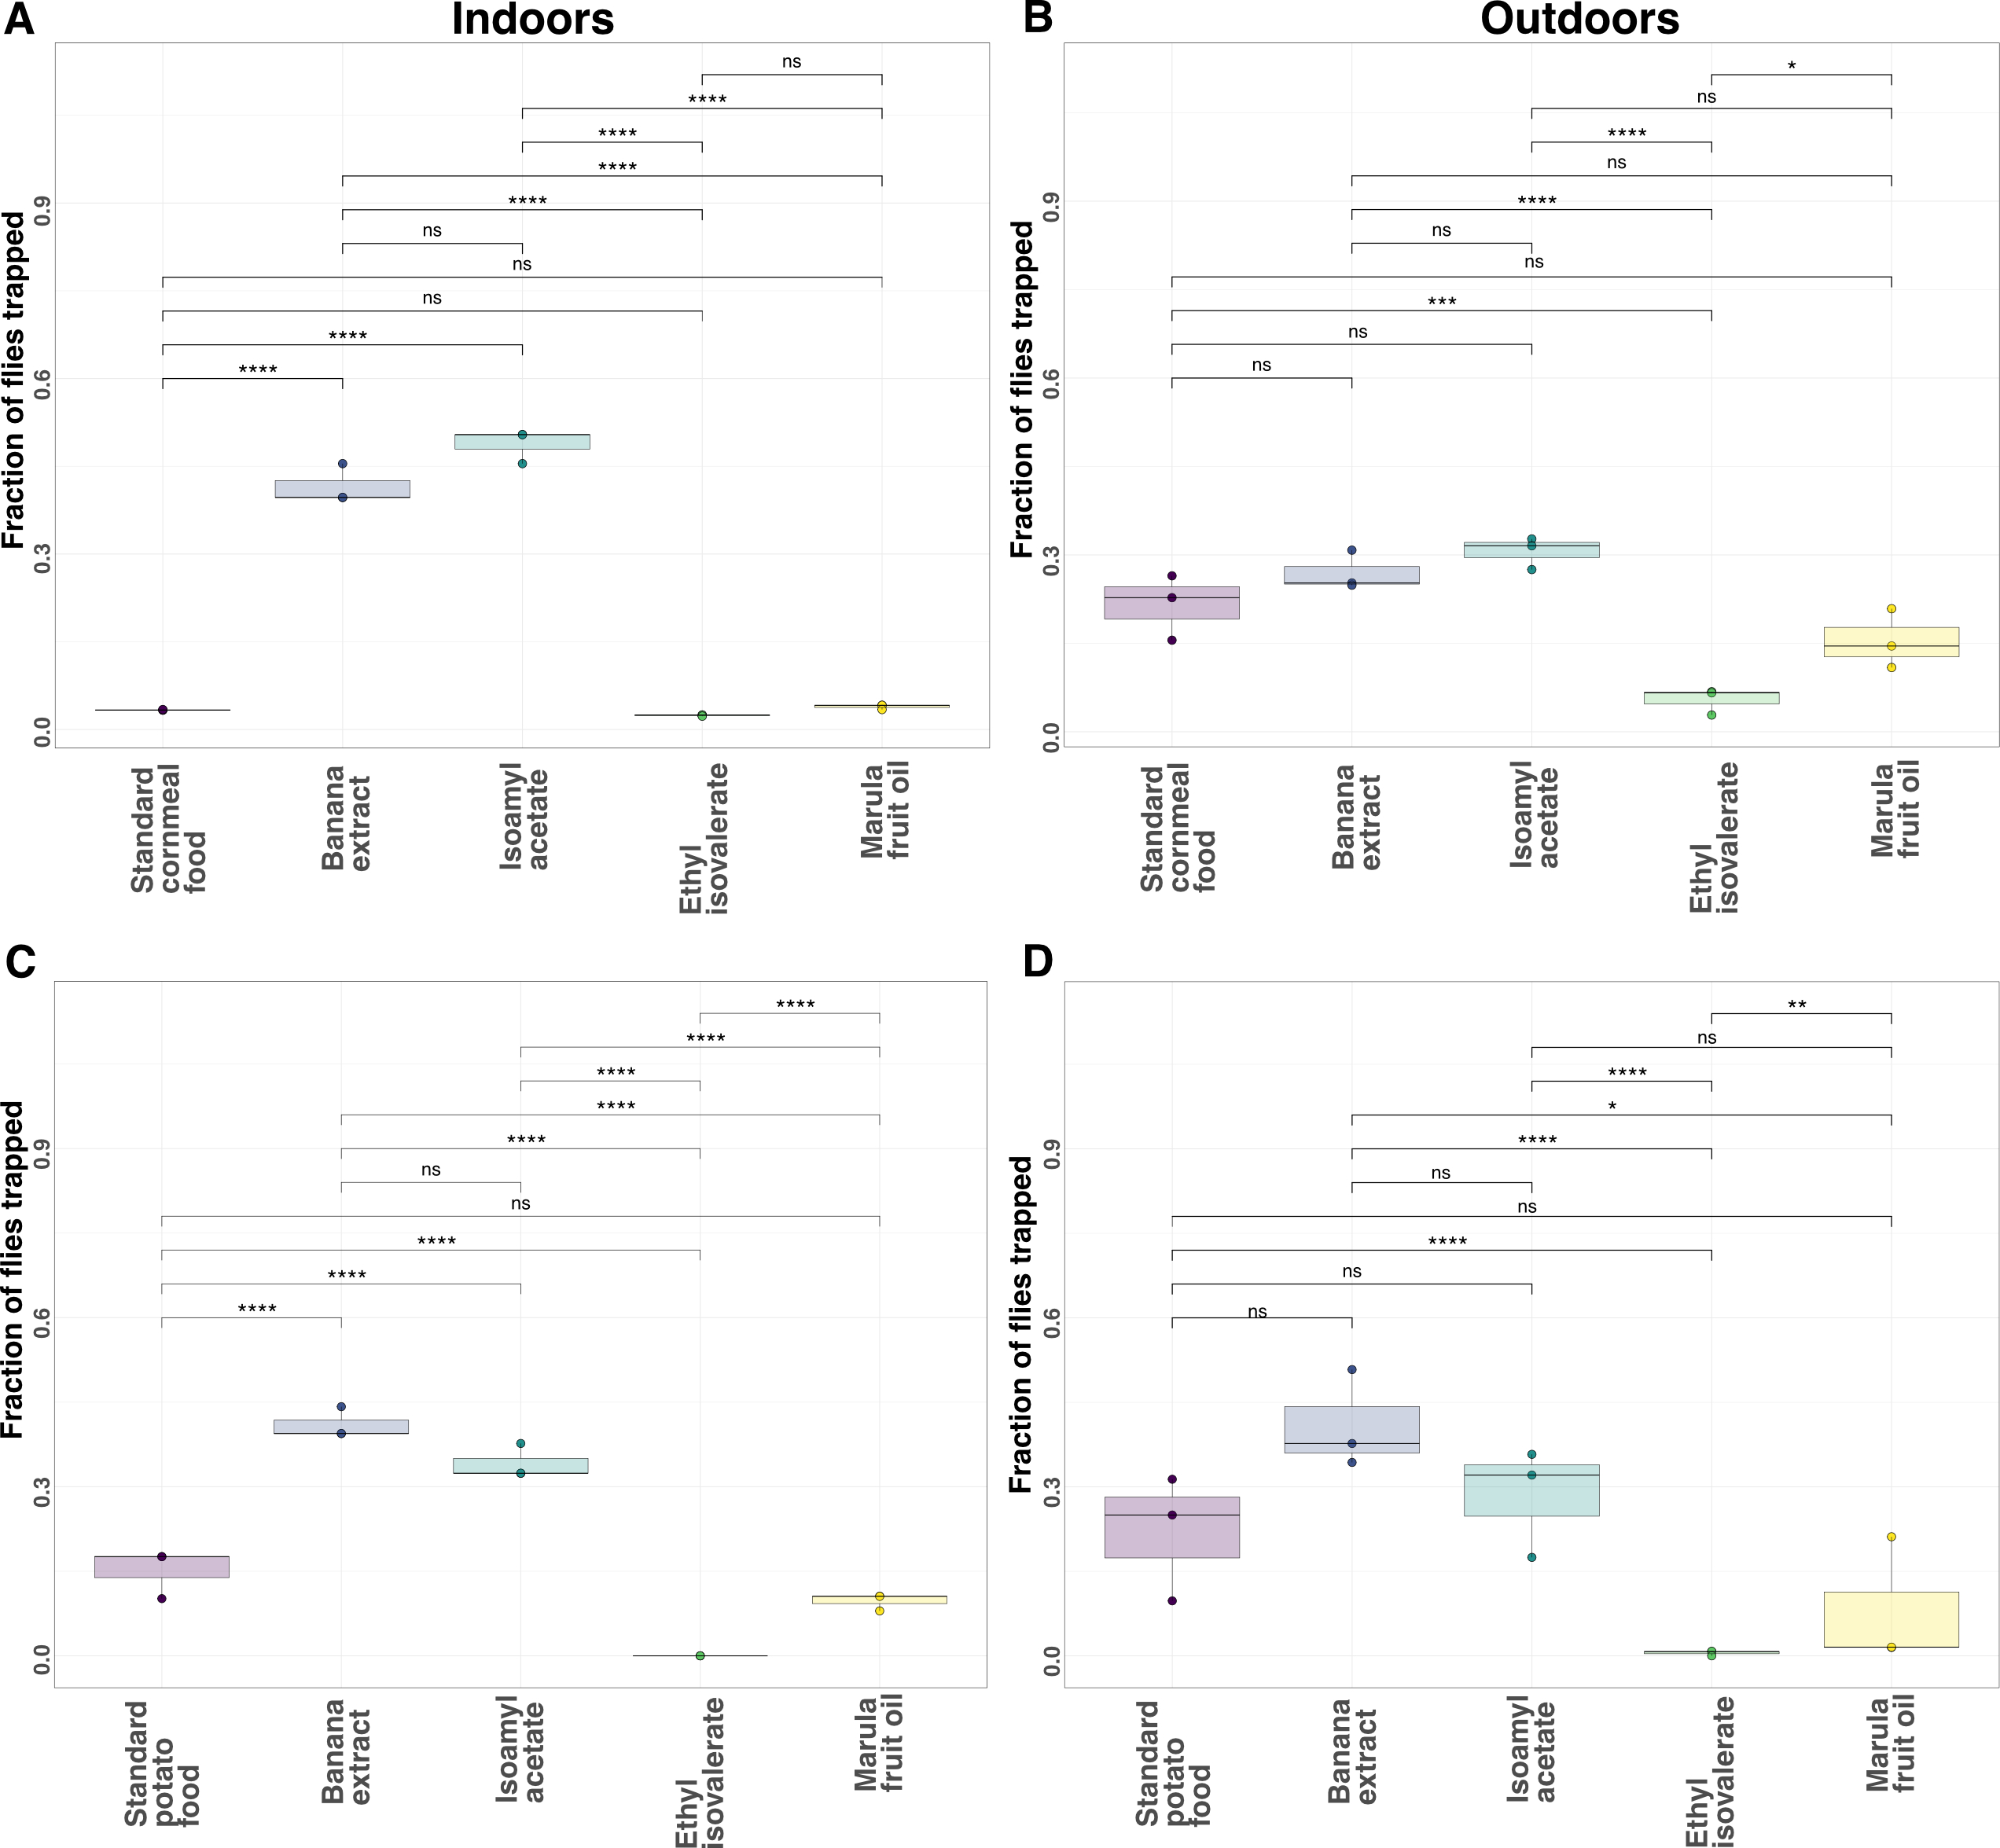 A
Indoors
B
Outdoors
Fraction of flies trapped
0.9
0.6
0.3
0.0
ns
****
****
****
****
ns
ns
ns
****
****
Standard
cornmeal
food
Banana
extract
Isoamyl
acetate
Ethyl
isovalerate
Marula
fruit oil
Fraction of flies trapped
0.9
0.6
0.3
0.0
*
ns
****
ns
****
ns
ns
***
ns
ns
Standard
cornmeal
food
Banana
extract
Isoamyl
acetate
Ethyl
isovalerate
Marula
fruit oil
C
Fraction of flies trapped
0.9
0.6
0.3
0.0
****
****
****
****
****
ns
ns
****
****
****
Standard
potato
food
Banana
extract
Isoamyl
acetate
Ethyl
isovalerate
Marula
fruit oil
D
Fraction of flies trapped
0.9
0.6
0.3
0.0
**
ns
****
*
****
ns
ns
****
ns
ns
Standard
potato
food
Banana
extract
Isoamyl
acetate
Ethyl
isovalerate
Marula
fruit oil